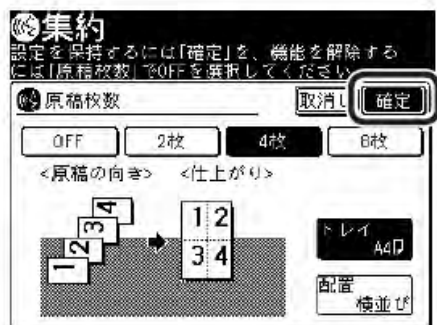 集約
設定を保持するには「確定」を、機能を解除する
には「原稿枚数」でOFFを選択してください。
原稿枚数 取消し 確定
OFF 2枚 4枚 8枚
<原稿の向き> <仕上がり>
1 2 3 4
1 2
3 4
トレイ
A4
配置
横並び